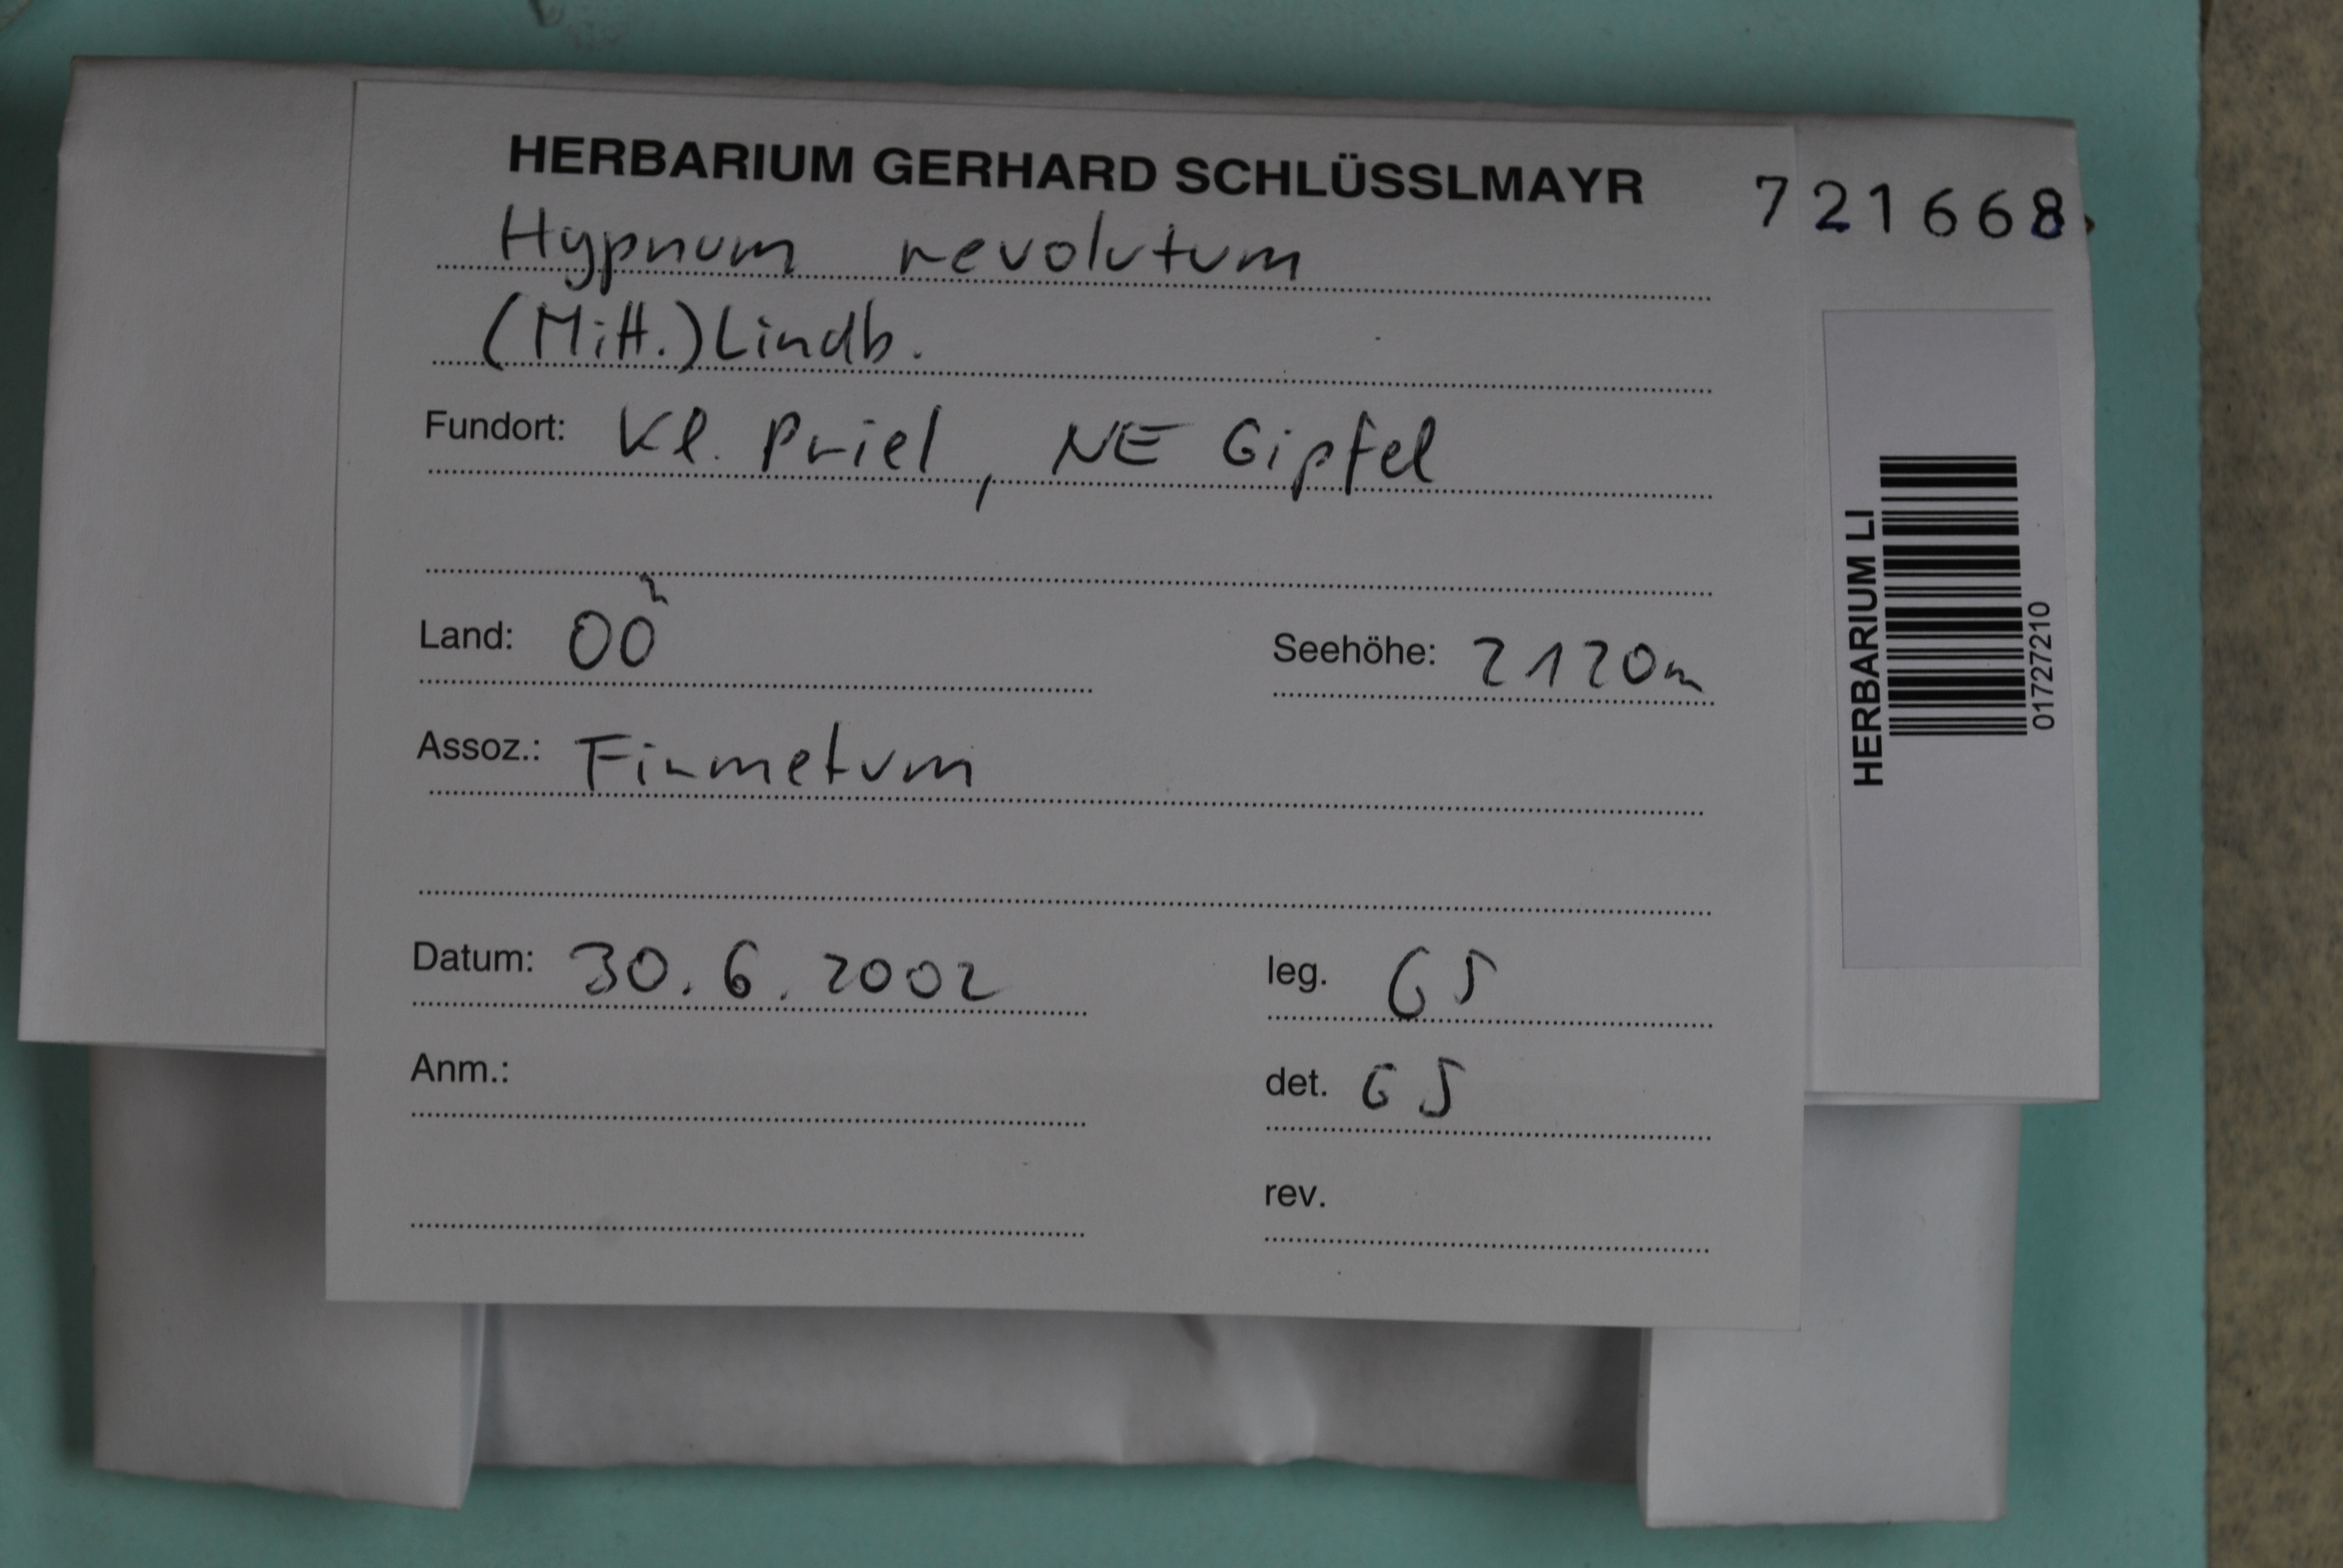 HERBARIUM GERHARD SCHLÜSSLMAYR
721668
Hypnum revolutum
(Mitt.) Lindb.
Fundort: Kl. Priel, NE Gipfel
Land: OÖ
Seehöhe: 2120m
Assoz.: Firmetum
Datum: 30.6.2002
leg. GS
Anm.:
det. GS
rev.
HERBARIUM LI
01727210